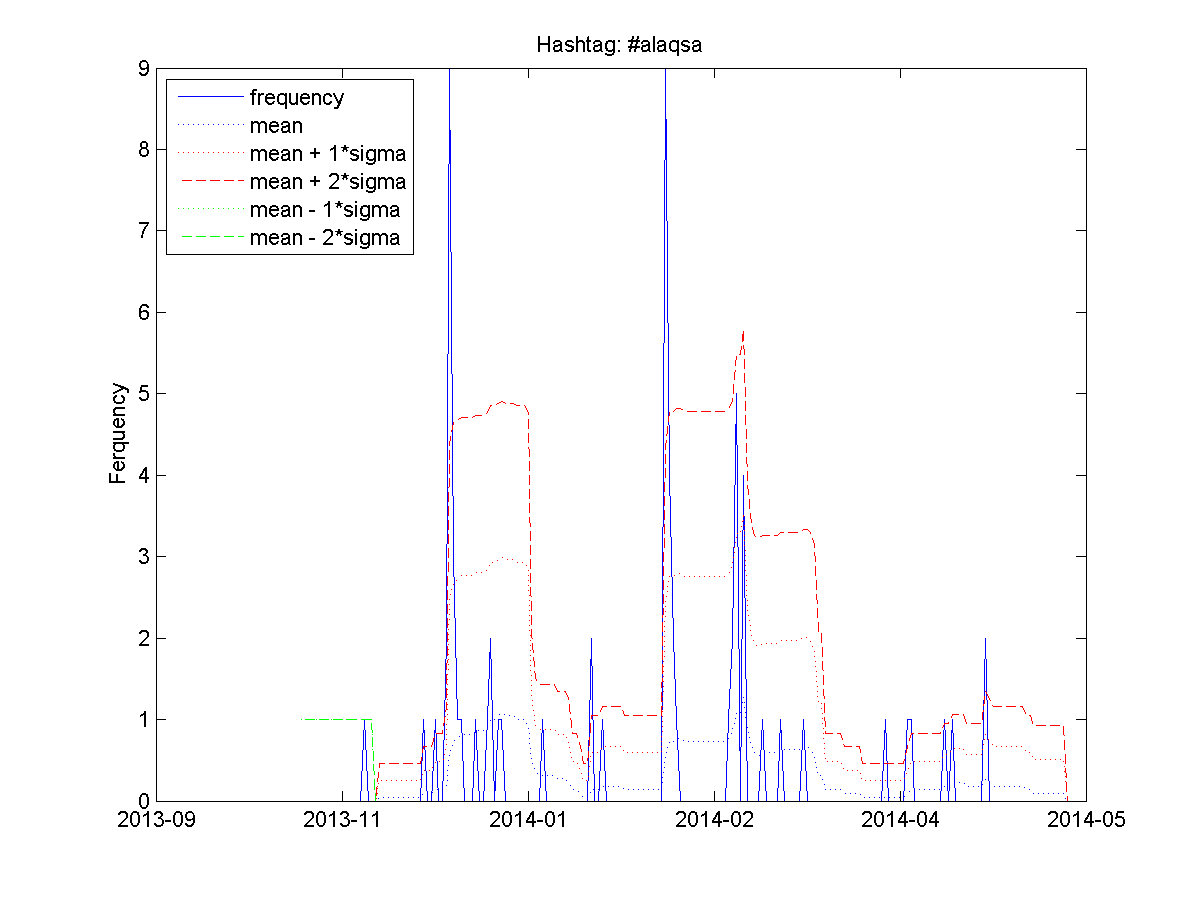 Hashtag: #alaqsa
9
8
7
6
5
4
3
2
1
0
Ferquency
frequency
mean
mean + 1*sigma
mean + 2*sigma
mean - 1*sigma
mean - 2*sigma
2013-09 2013-11 2014-01 2014-02 2014-04 2014-05